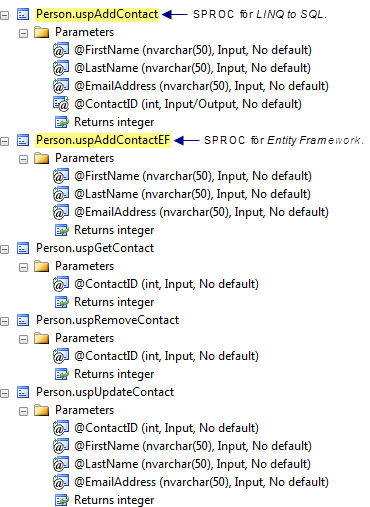 Person.uspAddContact SPROC for LINQ to SQL.
Parameters
@FirstName (nvarchar(50), Input, No default)
@LastName (nvarchar(50), Input, No default)
@EmailAddress (nvarchar(50), Input, No default)
@ContactID (int, Input/Output, No default)
Returns integer
Person.uspAddContactEF SPROC for Entity Framework.
Parameters
@FirstName (nvarchar(50), Input, No default)
@LastName (nvarchar(50), Input, No default)
@EmailAddress (nvarchar(50), Input, No default)
Returns integer
Person.uspGetContact
Parameters
@ContactID (int, Input, No default)
Returns integer
Person.uspRemoveContact
Parameters
@ContactID (int, Input, No default)
Returns integer
Person.uspUpdateContact
Parameters
@ContactID (int, Input, No default)
@FirstName (nvarchar(50), Input, No default)
@LastName (nvarchar(50), Input, No default)
@EmailAddress (nvarchar(50), Input, No default)
Returns integer